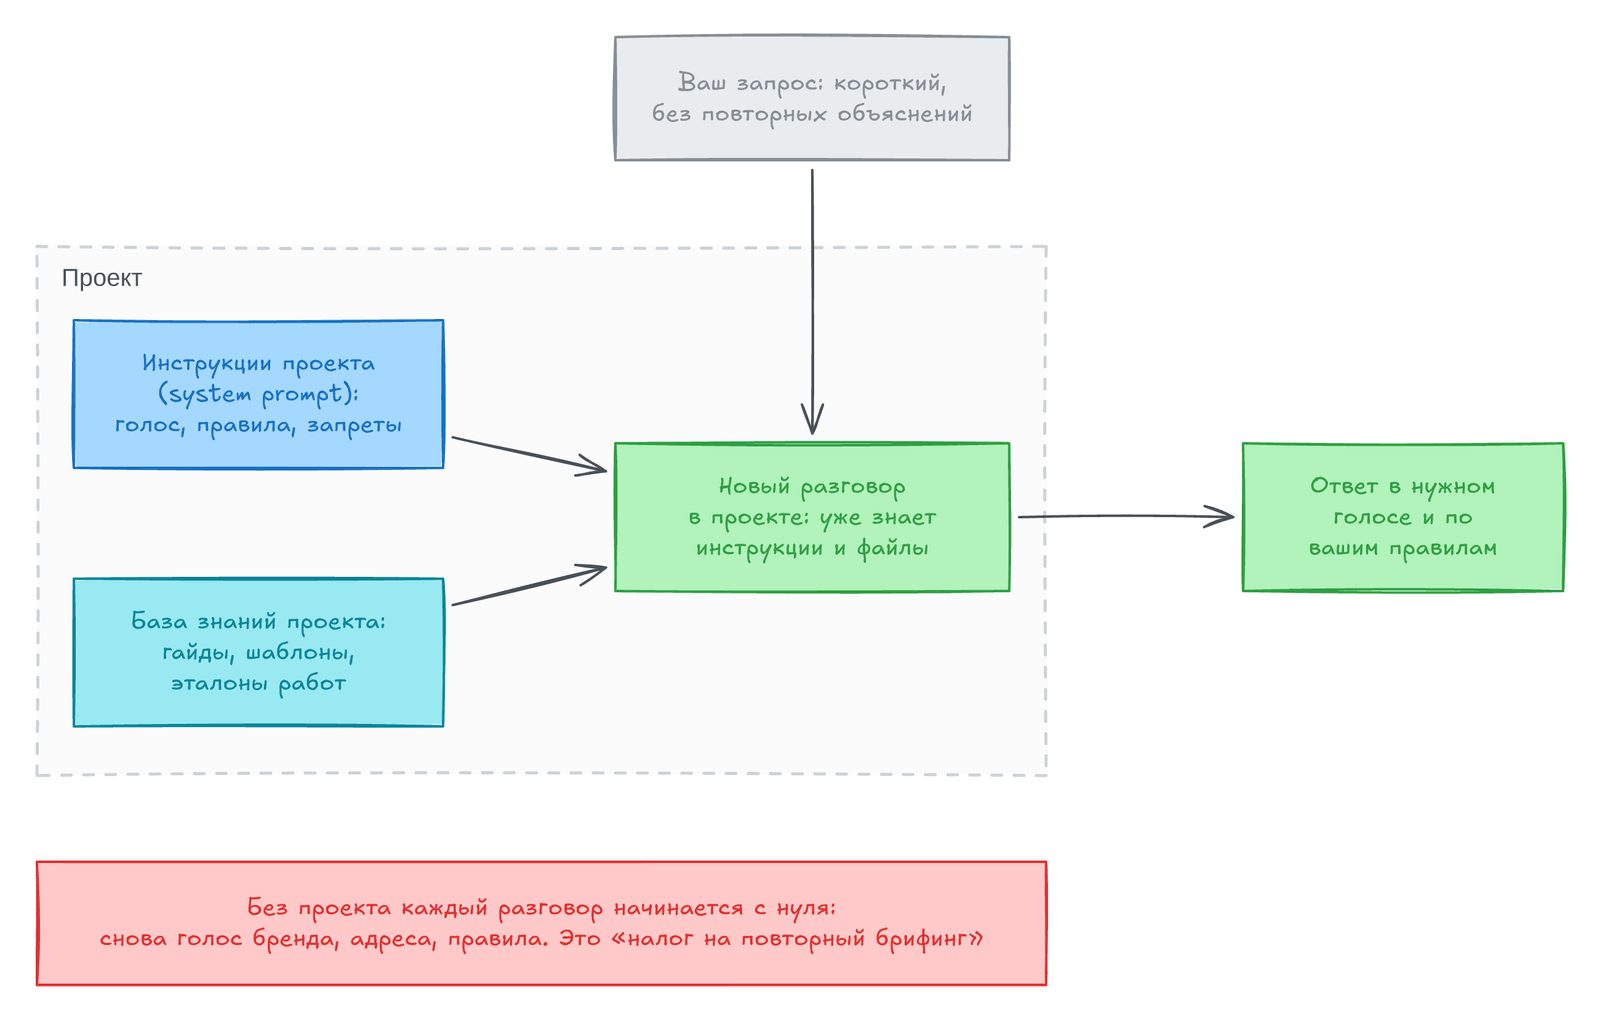 Ваш запрос: короткий,
без повторных объяснений
Проект
Инструкции проекта
(system prompt):
голос, правила, запреты
Новый разговор
в проекте: уже знает
инструкции и файлы
Ответ в нужном
голосе и по
вашим правилам
База знаний проекта:
гайды, шаблоны,
эталоны работ
Без проекта каждый разговор начинается с нуля:
снова голос бренда, адреса, правила. Это «налог на повторный брифинг»